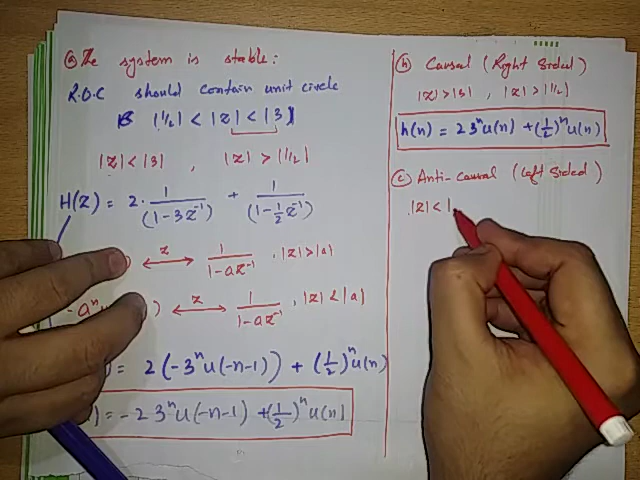 ⓐ The system is stable:
R.O.C should contain unit circle
|1/2| < |z| < |3|
|z| < |3| , |z| > |1/2|
H(z) = 2. 1/(1-3z⁻¹) + 1/(1-½z⁻¹)
⟷ z 1/(1-az⁻¹) , |z|>|a|
-aⁿu ) ⟷ z 1/(1-az⁻¹) , |z|<|a|
) = 2(-3ⁿu(-n-1)) + (½)ⁿu(n)
) = -2 3ⁿu(-n-1) + (½)ⁿu(n)
ⓑ Causal (Right Sided)
|z|>|3| , |z|>|1/2|
h(n) = 2 3ⁿu(n) + (½)ⁿu(n)
ⓒ Anti-Causal (Left Sided)
|z| < |